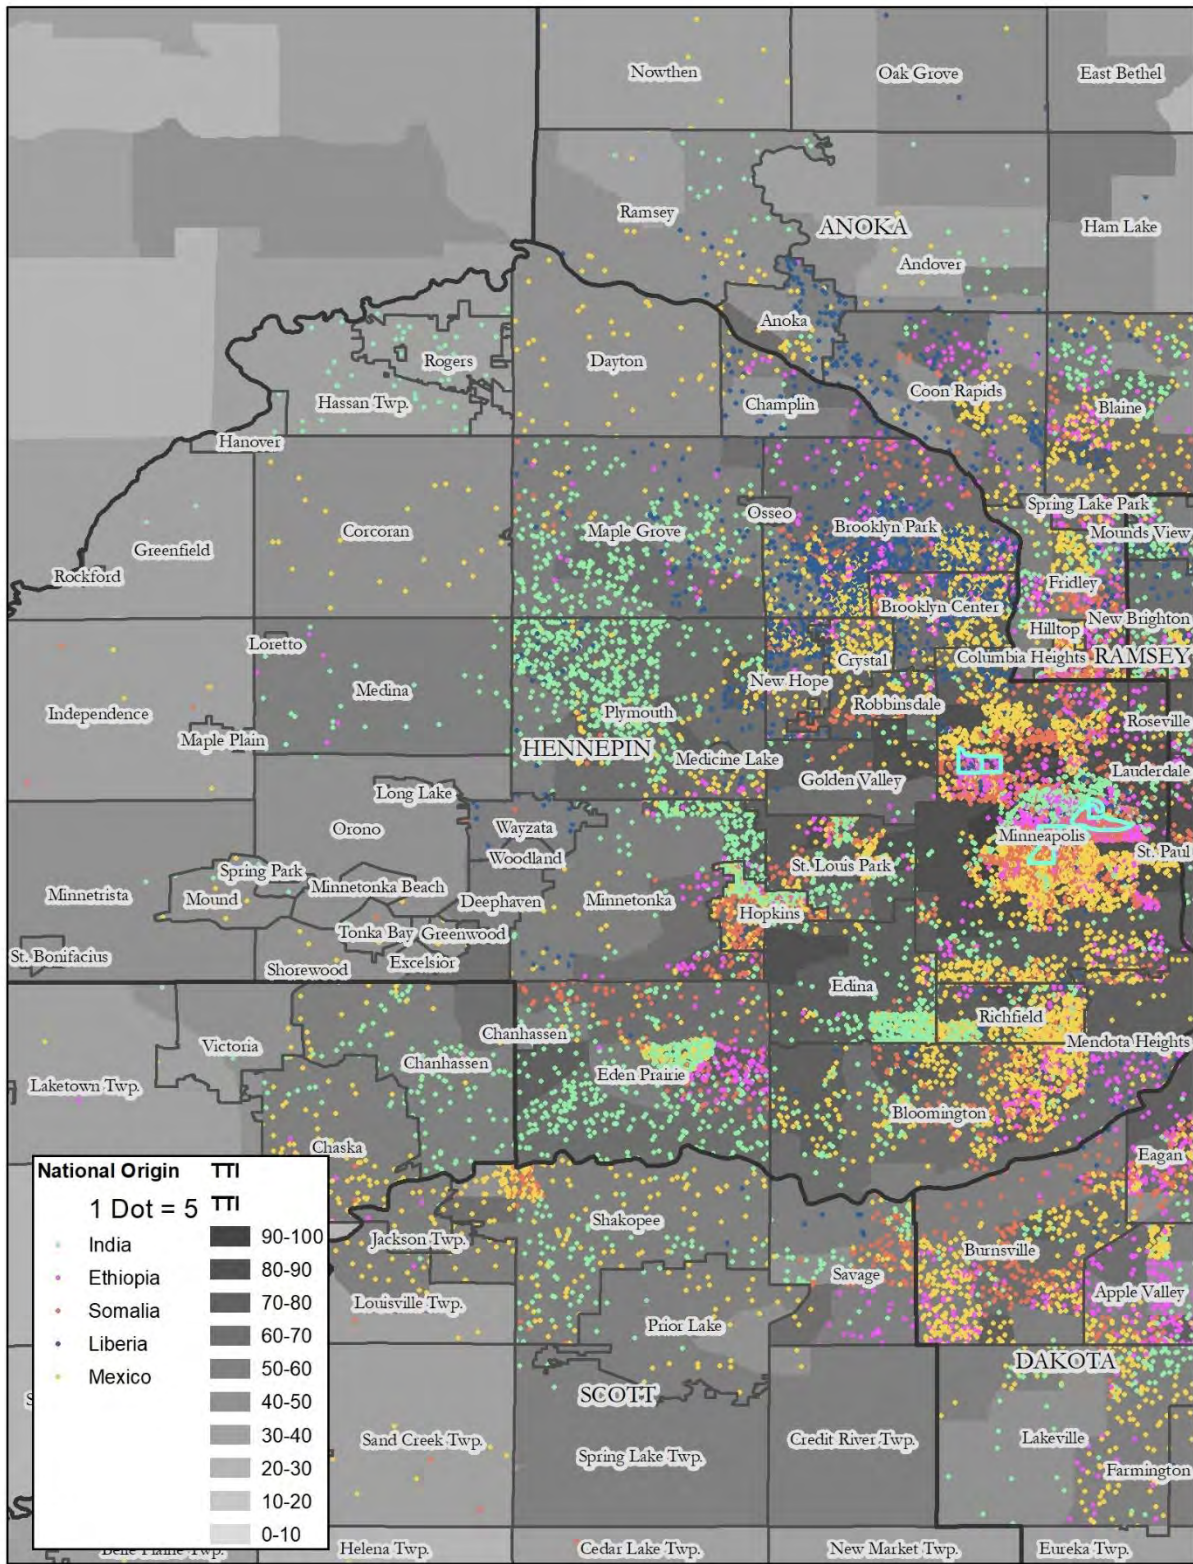 Nowthen
Oak Grove
East Bethel
Ramsey
ANOKA
Ham Lake
Andover
Anoka
Rogers
Dayton
Coon Rapids
Hassan Twp.
Champlin
Blaine
Hanover
Spring Lake Park
Osseo
Corcoran
Maple Grove
Brooklyn Park
Mounds View
Greenfield
Rockford
Fridley
Brooklyn Center
New Brighton
Hilltop
Loretto
Crystal
Columbia Heights
RAMSEY
Medina
New Hope
Robbinsdale
Independence
Plymouth
Roseville
Maple Plain
HENNEPIN
Medicine Lake
Golden Valley
Lauderdale
Long Lake
Orono
Wayzata
Minneapolis
St. Paul
Woodland
St. Louis Park
Spring Park
Minnetonka Beach
Minnetrista
Mound
Deephaven
Minnetonka
Hopkins
Tonka Bay
Greenwood
St. Bonifacius
Shorewood
Excelsior
Edina
Richfield
Chanhassen
Victoria
Mendota Heights
Chanhassen
Eden Prairie
Laketown Twp.
Bloomington
Chaska
Eagan
Shakopee
Jackson Twp.
Burnsville
Savage
Apple Valley
Louisville Twp.
Prior Lake
DAKOTA
SCOTT
Sand Creek Twp.
Credit River Twp.
Lakeville
Spring Lake Twp.
Farmington
Belle Plaine Twp.
Helena Twp.
Cedar Lake Twp.
New Market Twp.
Eureka Twp.
National Origin
1 Dot = 5
India
Ethiopia
Somalia
Liberia
Mexico
TTI
TTI
90-100
80-90
70-80
60-70
50-60
40-50
30-40
20-30
10-20
0-10